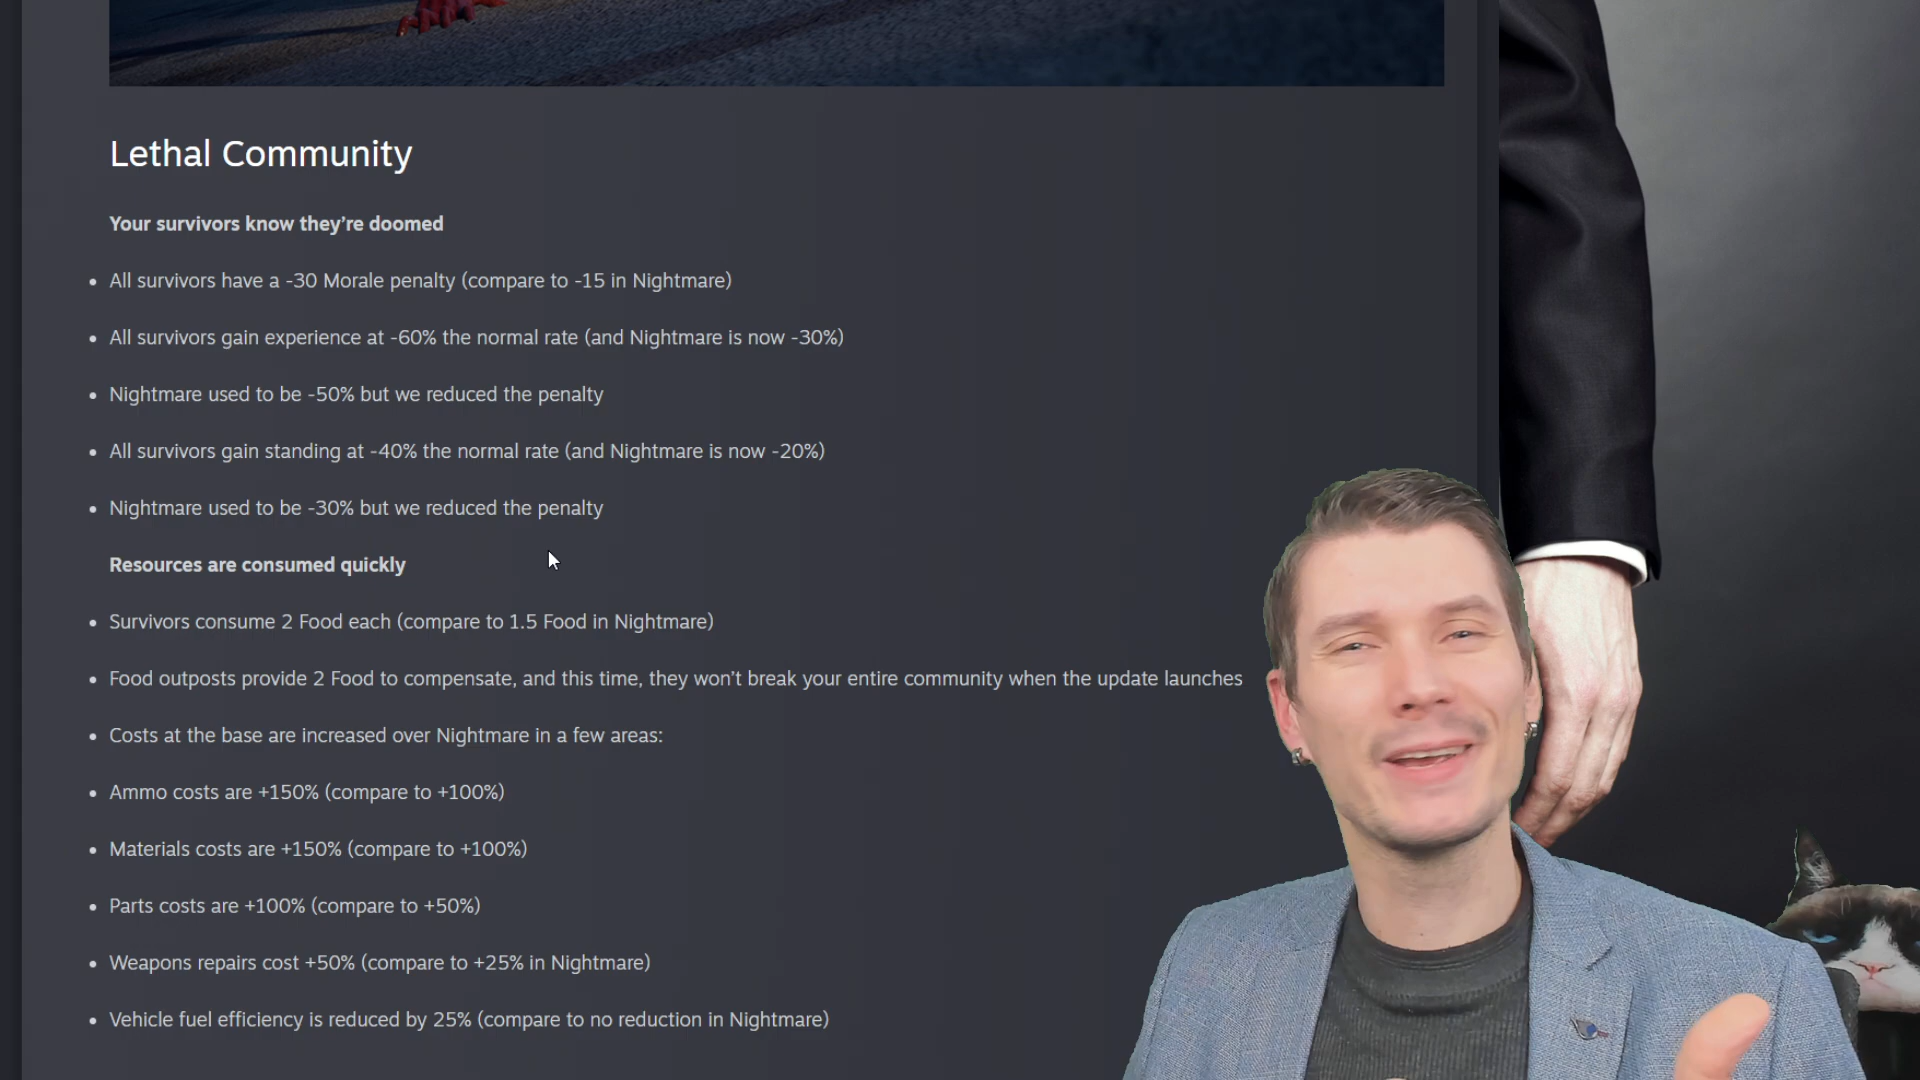 Lethal Community
Your survivors know they’re doomed
All survivors have a -30 Morale penalty (compare to -15 in Nightmare)
All survivors gain experience at -60% the normal rate (and Nightmare is now -30%)
Nightmare used to be -50% but we reduced the penalty
All survivors gain standing at -40% the normal rate (and Nightmare is now -20%)
Nightmare used to be -30% but we reduced the penalty
Resources are consumed quickly
Survivors consume 2 Food each (compare to 1.5 Food in Nightmare)
Food outposts provide 2 Food to compensate, and this time, they won’t break your entire community when the update launches
Costs at the base are increased over Nightmare in a few areas:
Ammo costs are +150% (compare to +100%)
Materials costs are +150% (compare to +100%)
Parts costs are +100% (compare to +50%)
Weapons repairs cost +50% (compare to +25% in Nightmare)
Vehicle fuel efficiency is reduced by 25% (compare to no reduction in Nightmare)